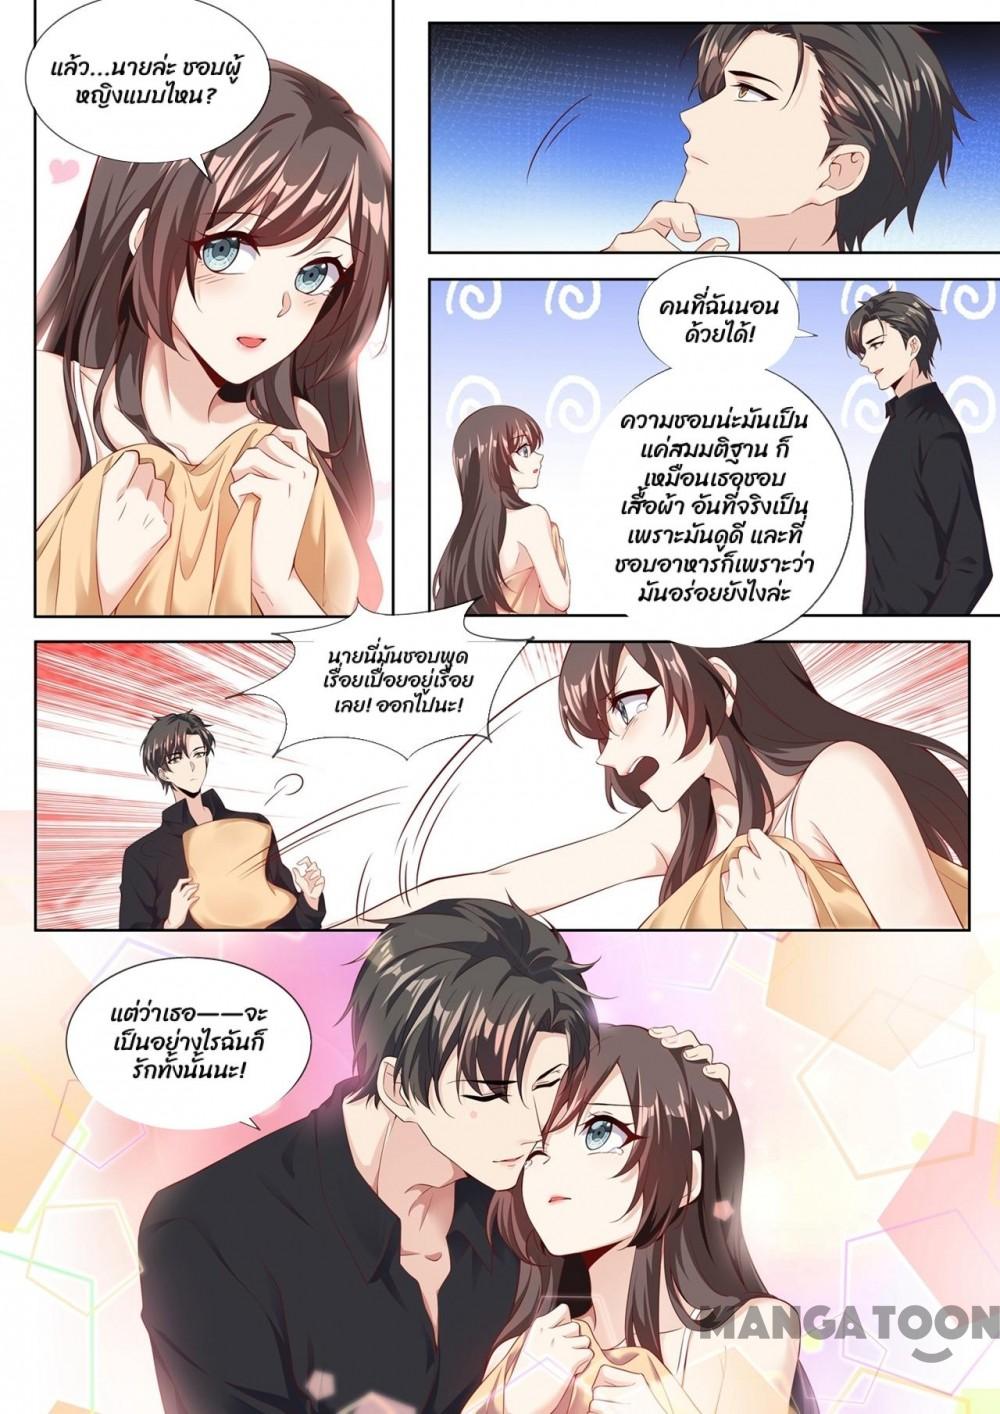 แล้ว...นายล่ะ ชอบผู้
หญิงแบบไหน?
คนที่ฉันนอน
ด้วยได้!
ความชอบน่ะมันเป็น
แค่สมมติฐาน ก็
เหมือนเธอชอบ
เสื้อผ้า อันที่จริงเป็น
เพราะมันดูดี และที่
ชอบอาหารก็เพราะว่า
มันอร่อยยังไงล่ะ
นายนี่มันชอบพูด
เรื่อยเปื่อยอยู่เรื่อย
เลย! ออกไปนะ!
แต่ว่าเธอ——จะ
เป็นอย่างไรฉันก็
รักทั้งนั้นนะ!
MANGATOON